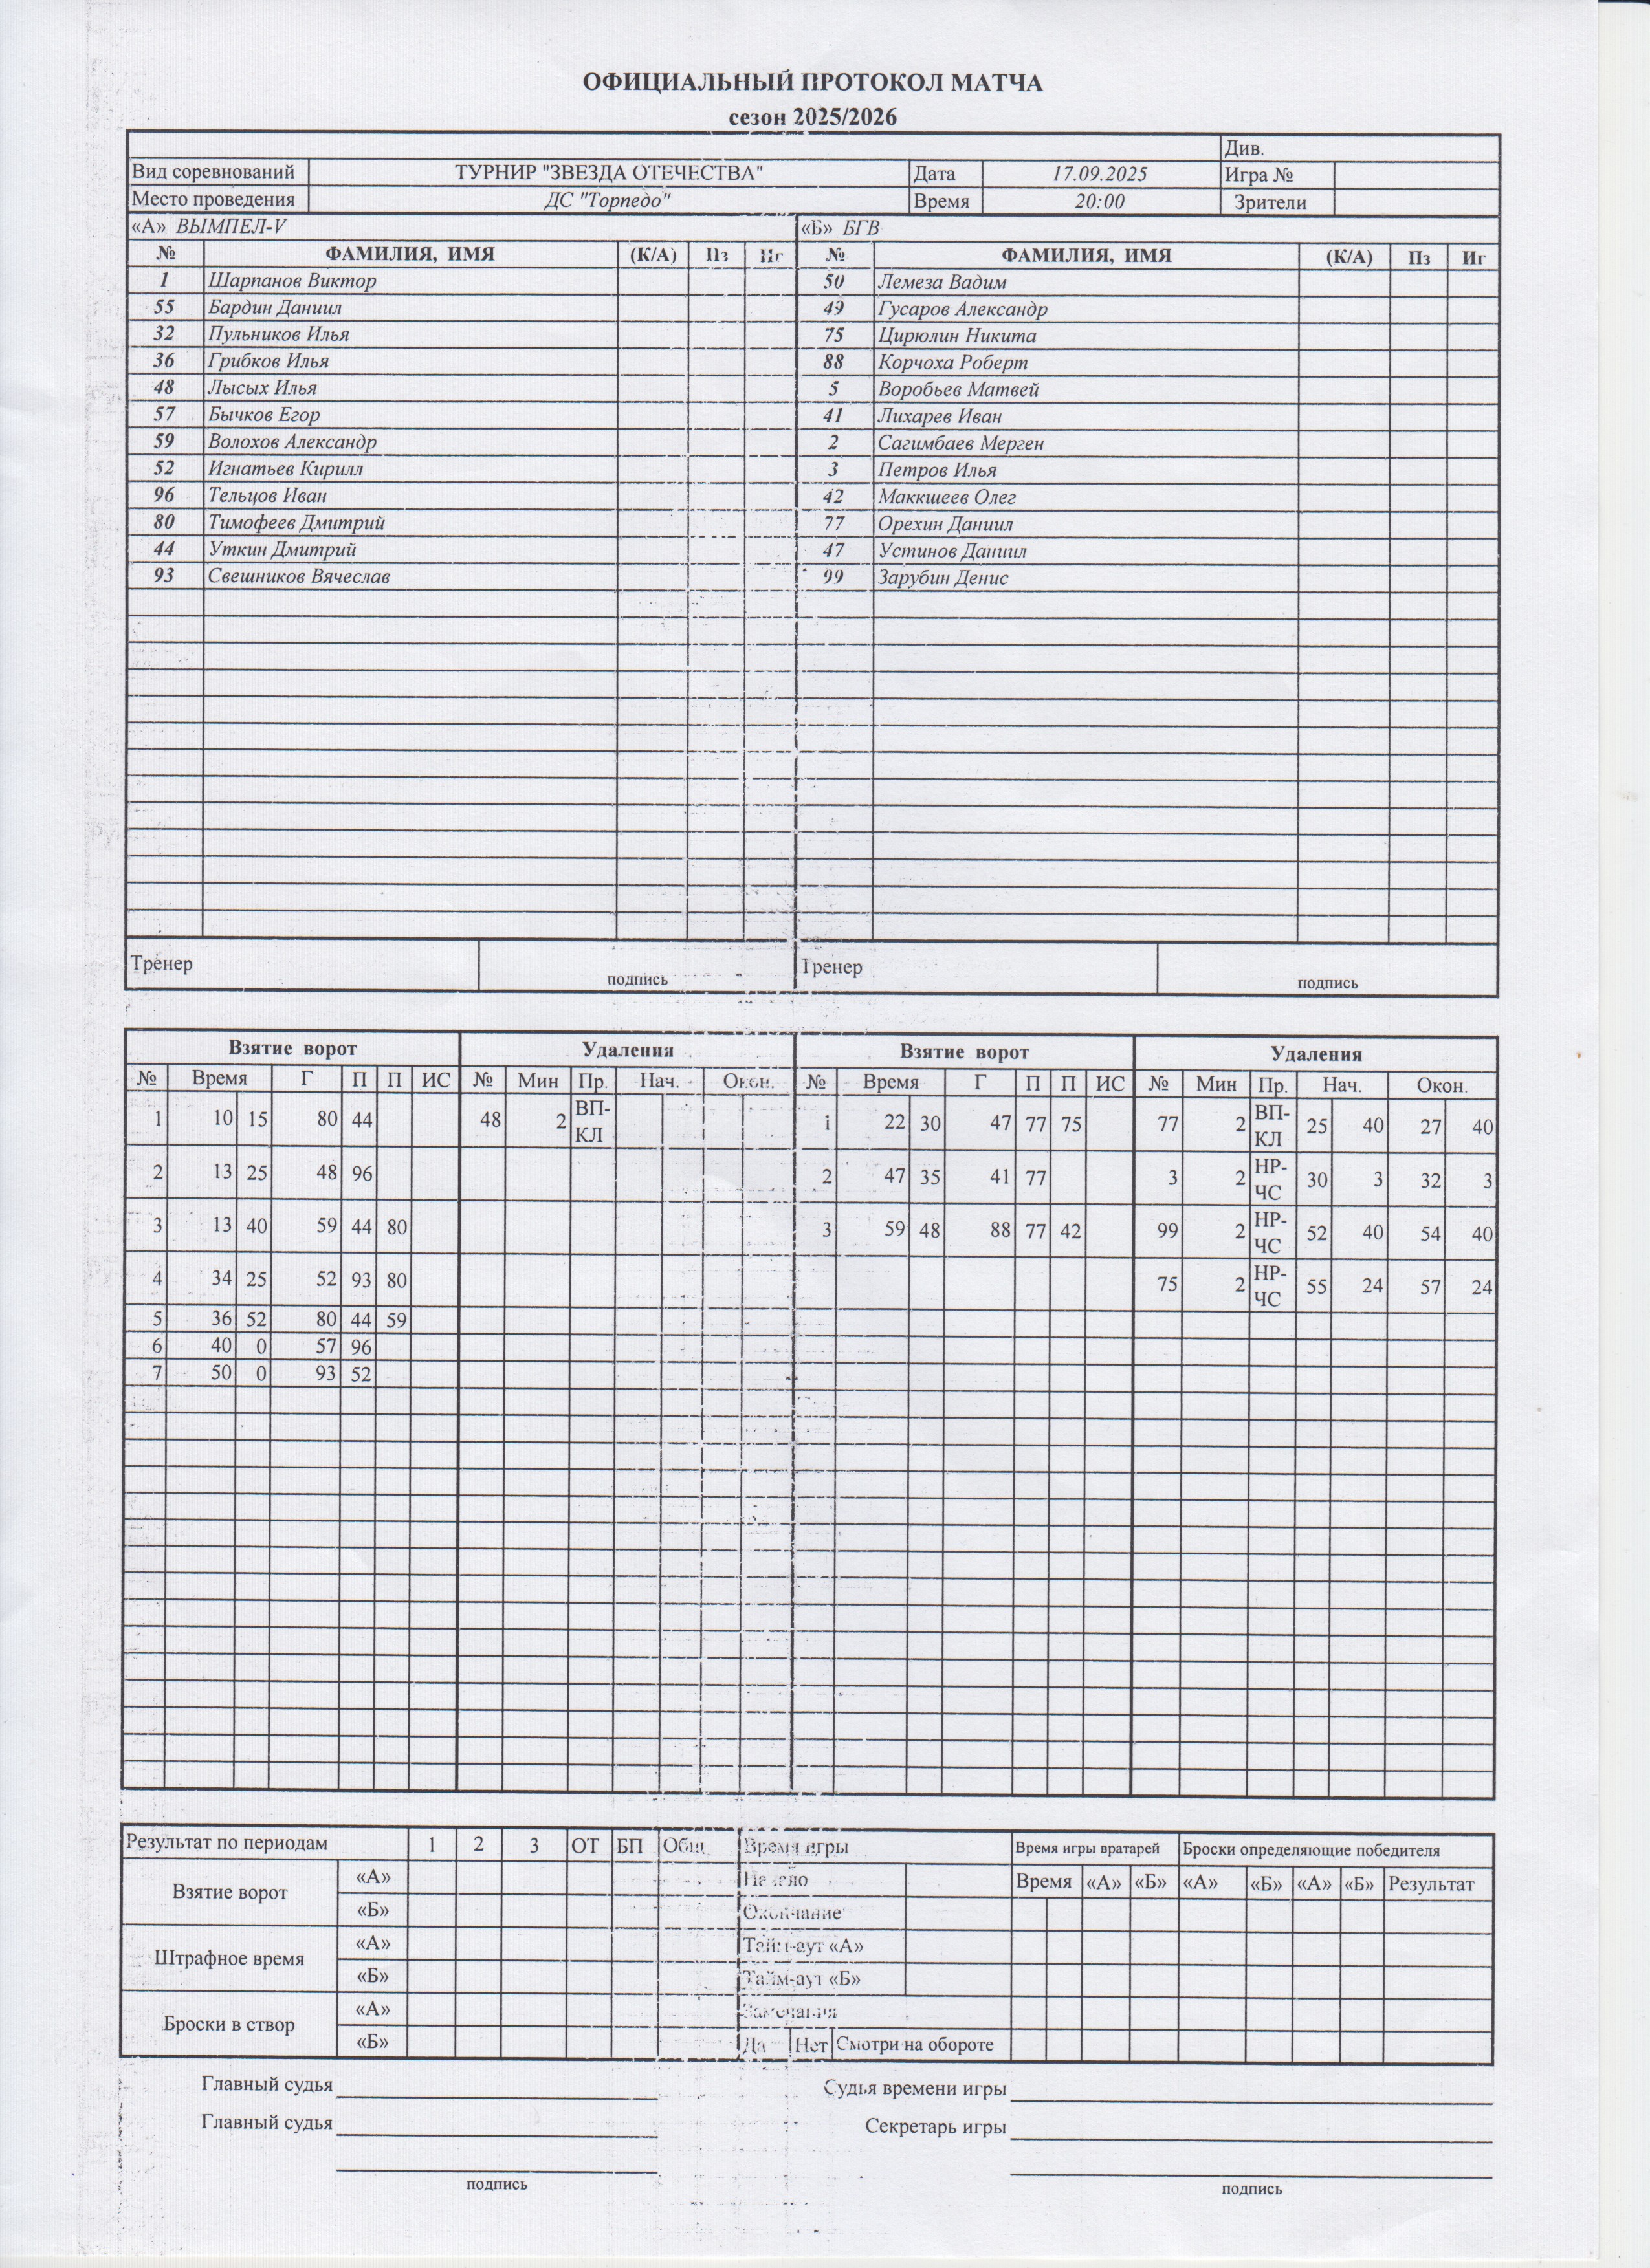 ОФИЦИАЛЬНЫЙ ПРОТОКОЛ МАТЧА
сезон 2025/2026
Див.
Вид соревнований ТУРНИР "ЗВЕЗДА ОТЕЧЕСТВА" Дата 17.09.2025 Игра №
Место проведения ДС "Торпедо" Время 20:00 Зрители
«А» ВЫМПЕЛ-V «Б» БГВ
№ ФАМИЛИЯ, ИМЯ (К/А) Пз Иг № ФАМИЛИЯ, ИМЯ (К/А) Пз Иг
1 Шарпанов Виктор 50 Лемеза Вадим
55 Бардин Даниил 49 Гусаров Александр
32 Пульников Илья 75 Цирюлин Никита
36 Грибков Илья 88 Корчоха Роберт
48 Лысых Илья 5 Воробьев Матвей
57 Бычков Егор 41 Лихарев Иван
59 Волохов Александр 2 Сагимбаев Мерген
52 Игнатьев Кирилл 3 Петров Илья
96 Тельцов Иван 42 Маккшеев Олег
80 Тимофеев Дмитрий 77 Орехин Даниил
44 Уткин Дмитрий 47 Устинов Даниил
93 Свешников Вячеслав 99 Зарубин Денис
Тренер подпись Тренер подпись
Взятие ворот Удаления Взятие ворот Удаления
№ Время Г П П ИС № Мин Пр. Нач. Окон. № Время Г П П ИС № Мин Пр. Нач. Окон.
1 10 15 80 44 48 2 ВП-КЛ 1 22 30 47 77 75 77 2 ВП-КЛ 25 40 27 40
2 13 25 48 96 2 47 35 41 77 3 2 НР-ЧС 30 3 32 3
3 13 40 59 44 80 3 59 48 88 77 42 99 2 НР-ЧС 52 40 54 40
4 34 25 52 93 80 75 2 НР-ЧС 55 24 57 24
5 36 52 80 44 59
6 40 0 57 96
7 50 0 93 52
Результат по периодам 1 2 3 ОТ БП Общ Время игры Время игры вратарей Броски определяющие победителя
Взятие ворот «А» Начало Время «А» «Б» «А» «Б» «А» «Б» Результат
«Б» Окончание
Штрафное время «А» Тайм-аут «А»
«Б» Тайм-аут «Б»
Броски в створ «А» Замечания
«Б» Да Нет Смотри на обороте
Главный судья Судья времени игры
Главный судья Секретарь игры
подпись подпись